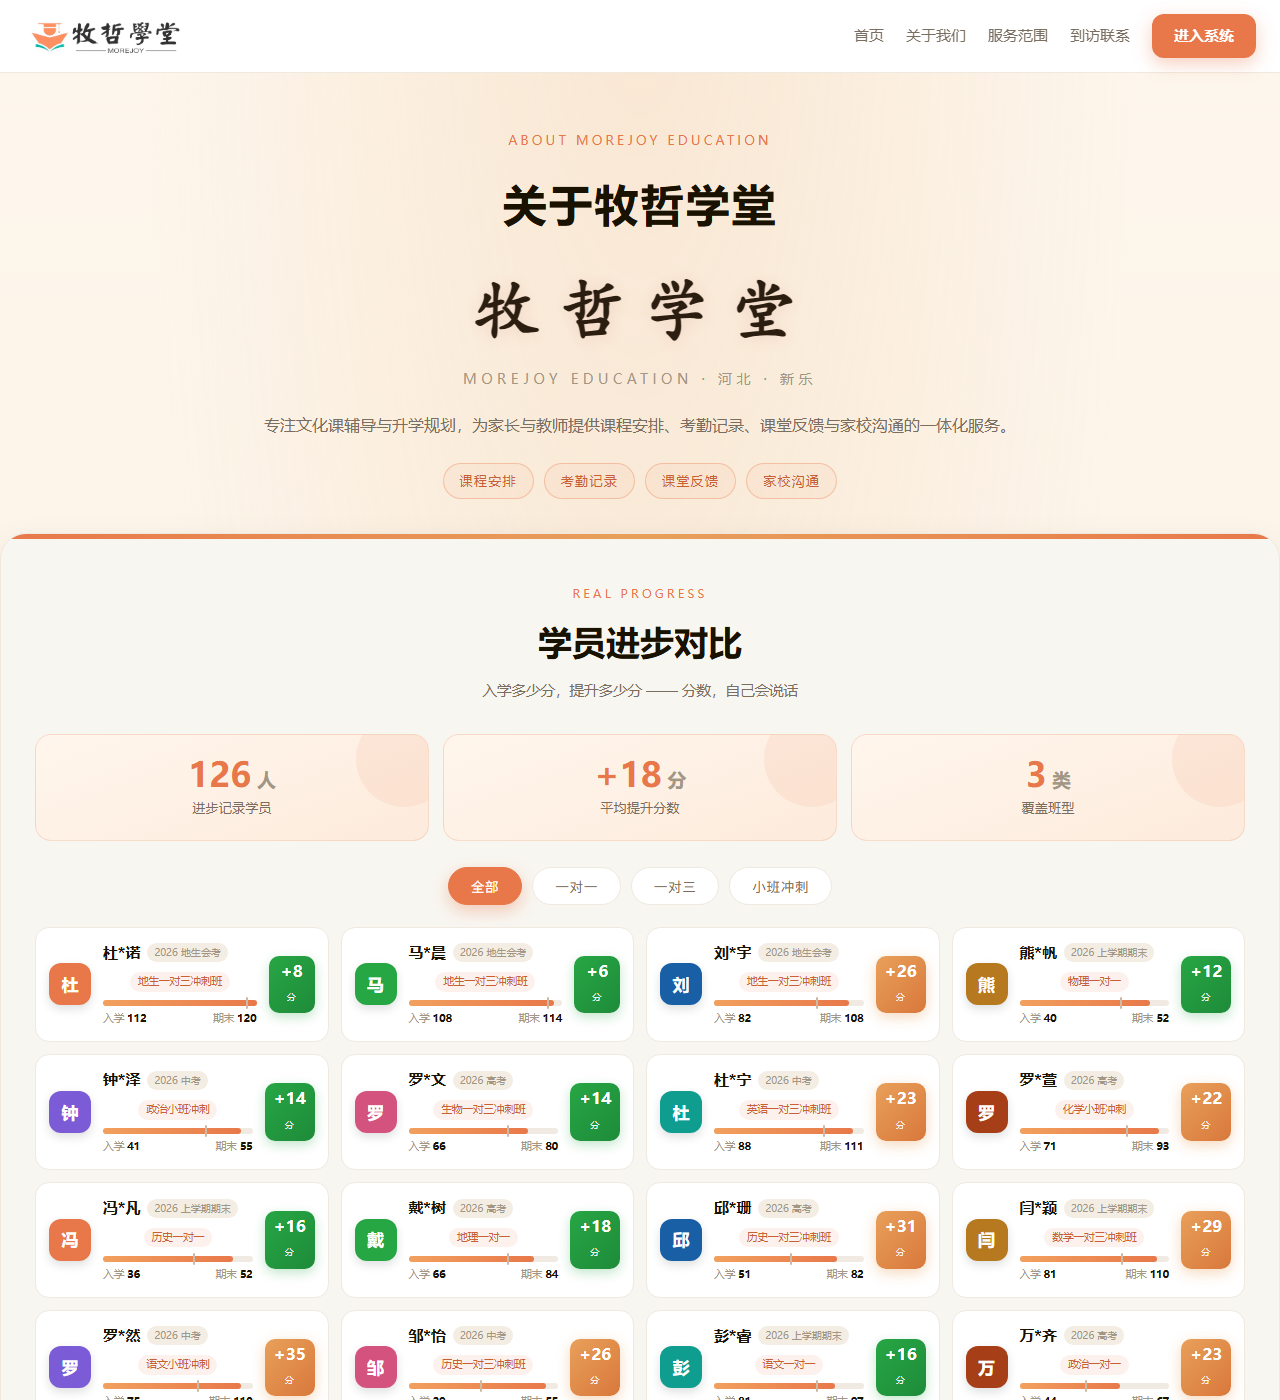 牧哲學堂
MOREJOY
首页 关于我们 服务范围 到访联系 进入系统
ABOUT MOREJOY EDUCATION
关于牧哲学堂
牧哲学堂
MOREJOY EDUCATION · 河北 · 新乐
专注文化课辅导与升学规划，为家长与教师提供课程安排、考勤记录、课堂反馈与家校沟通的一体化服务。
课程安排 考勤记录 课堂反馈 家校沟通
REAL PROGRESS
学员进步对比
入学多少分，提升多少分 —— 分数，自己会说话
126 人
进步记录学员
+18 分
平均提升分数
3 类
覆盖班型
全部 一对一 一对三 小班冲刺
杜
杜*诺 2026 地生会考
地生一对三冲刺班
入学 112 期末 120
+8
分
马
马*晨 2026 地生会考
地生一对三冲刺班
入学 108 期末 114
+6
分
刘
刘*宇 2026 地生会考
地生一对三冲刺班
入学 82 期末 108
+26
分
熊
熊*帆 2026 上学期期末
物理一对一
入学 40 期末 52
+12
分
钟
钟*泽 2026 中考
政治小班冲刺
入学 41 期末 55
+14
分
罗
罗*文 2026 高考
生物一对三冲刺班
入学 66 期末 80
+14
分
杜
杜*宁 2026 中考
英语一对三冲刺班
入学 88 期末 111
+23
分
罗
罗*萱 2026 高考
化学小班冲刺
入学 71 期末 93
+22
分
冯
冯*凡 2026 上学期期末
历史一对一
入学 36 期末 52
+16
分
戴
戴*树 2026 高考
地理一对一
入学 66 期末 84
+18
分
邱
邱*珊 2026 高考
历史一对三冲刺班
入学 51 期末 82
+31
分
闫
闫*颖 2026 上学期期末
数学一对三冲刺班
入学 81 期末 110
+29
分
罗
罗*然 2026 中考
语文小班冲刺
+35
分
邹
邹*怡 2026 中考
历史一对三冲刺班
+26
分
彭
彭*睿 2026 上学期期末
语文一对一
+16
分
万
万*齐 2026 高考
政治一对一
+23
分